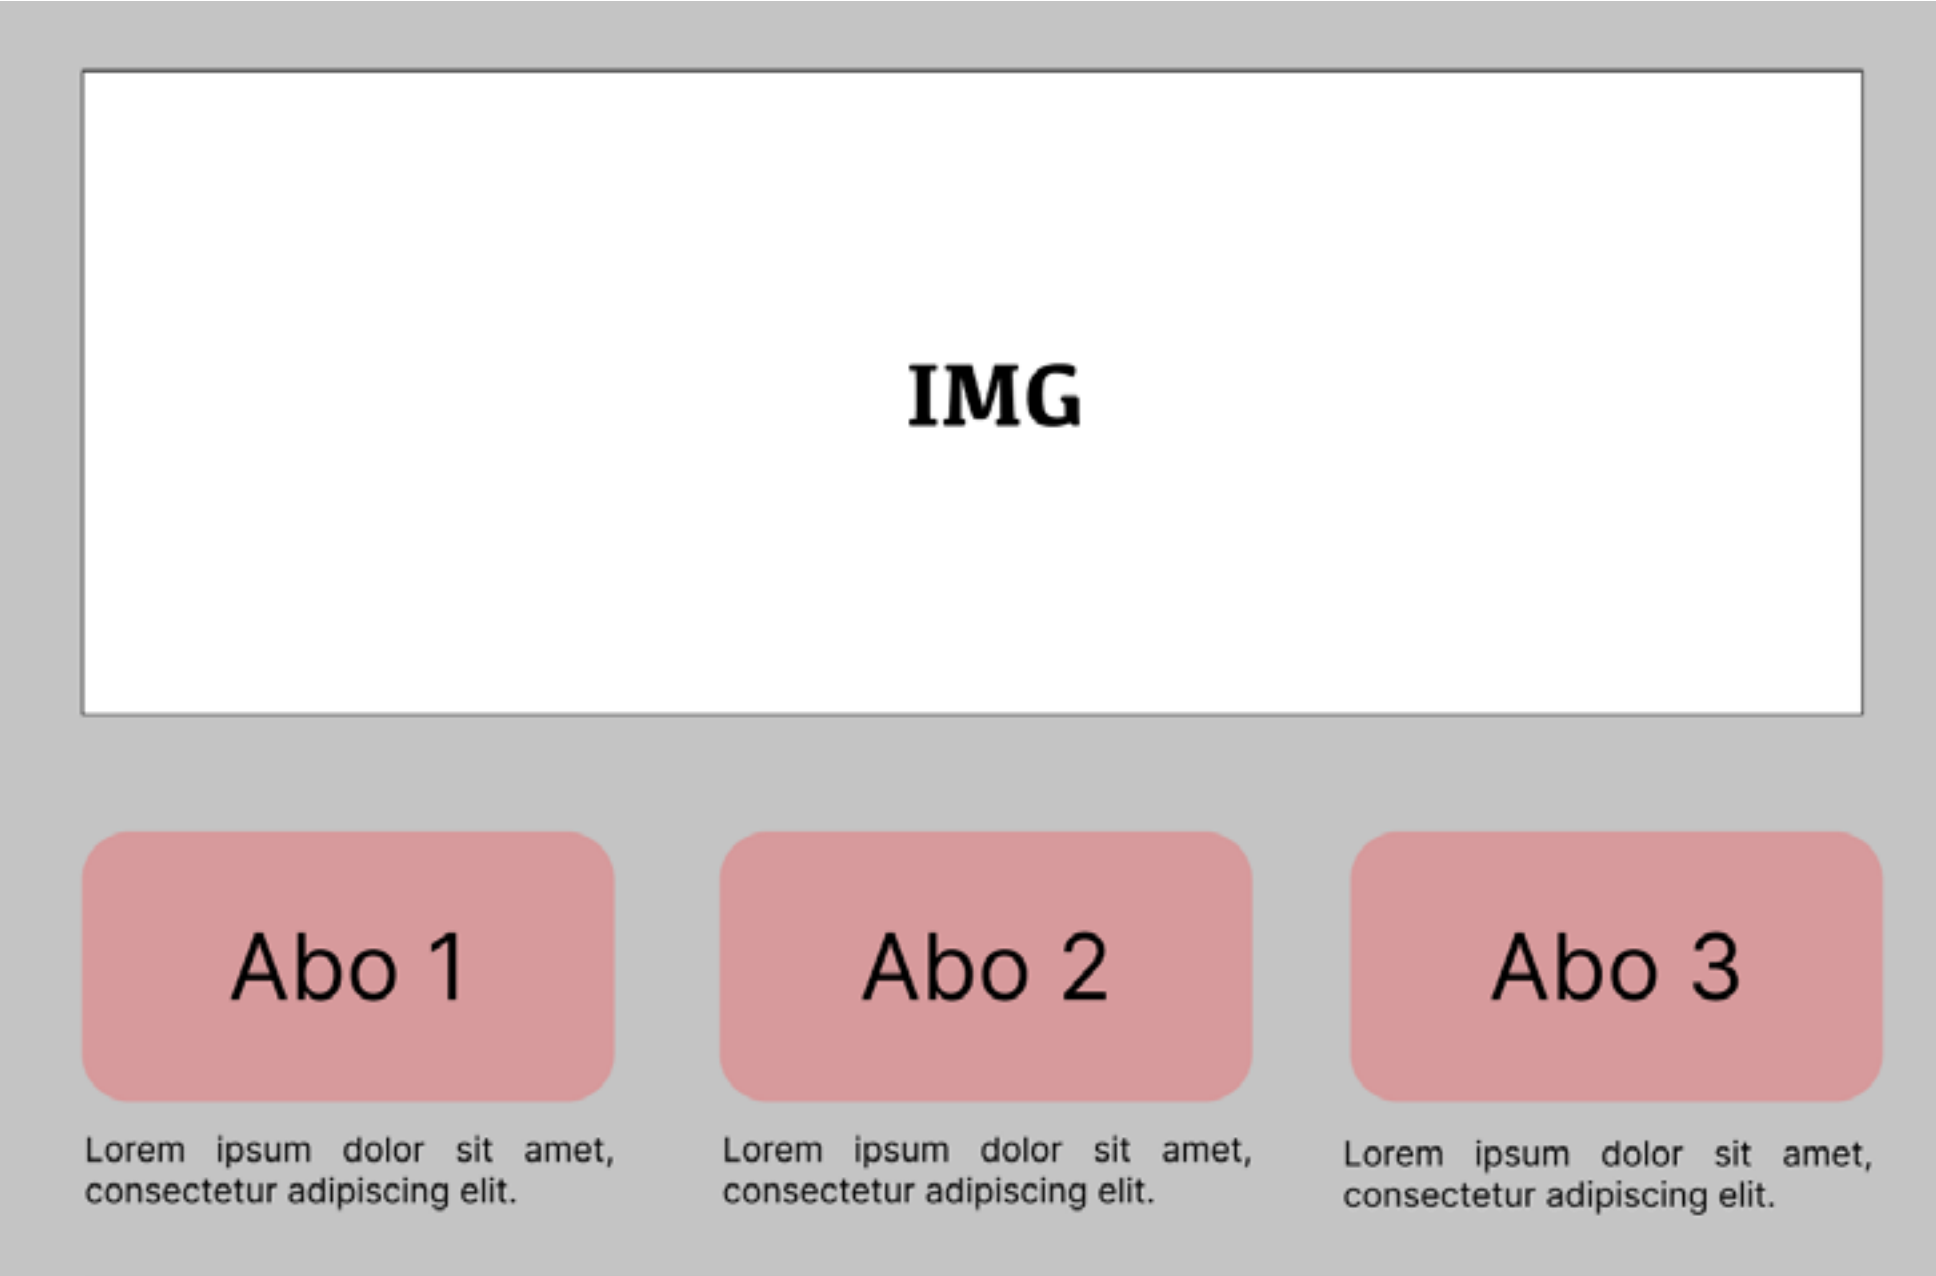 IMG
Abo 1
Abo 2
Abo 3
Lorem ipsum dolor sit amet,
consectetur adipiscing elit.
Lorem ipsum dolor sit amet,
consectetur adipiscing elit.
Lorem ipsum dolor sit amet,
consectetur adipiscing elit.